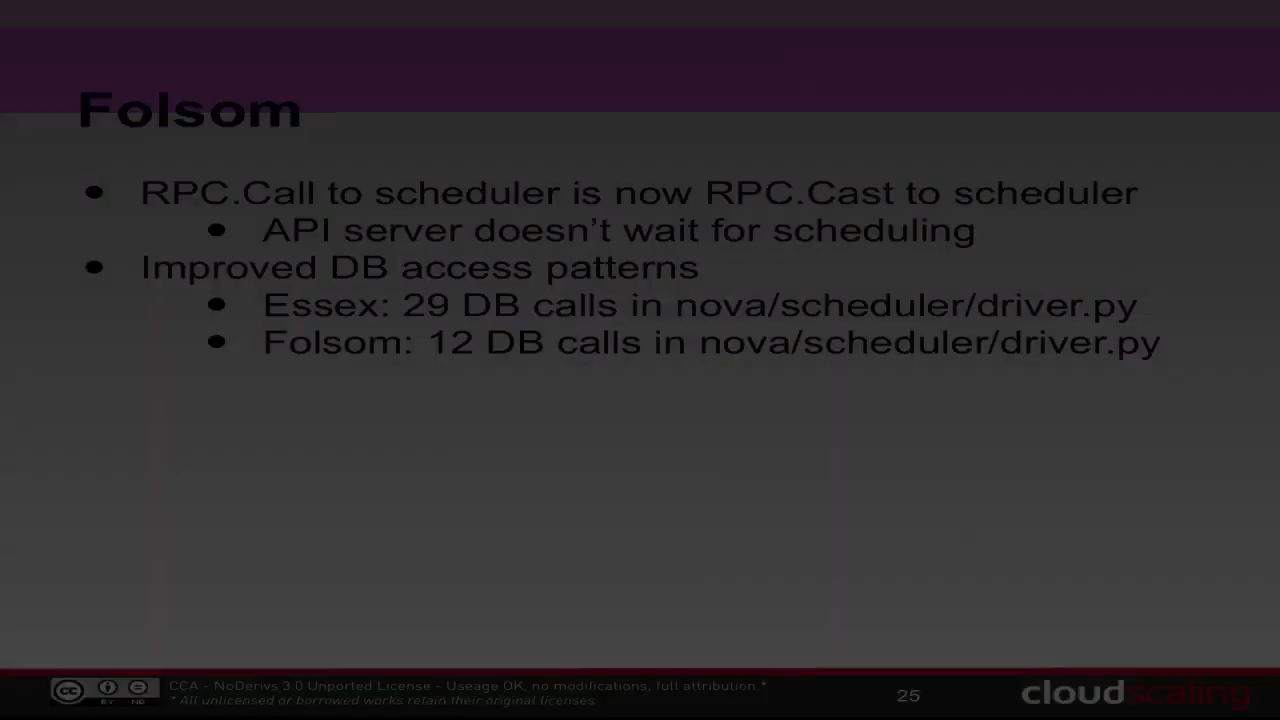 Folsom
• RPC.Call to scheduler is now RPC.Cast to scheduler
• API server doesn’t wait for scheduling
• Improved DB access patterns
• Essex: 29 DB calls in nova/scheduler/driver.py
• Folsom: 12 DB calls in nova/scheduler/driver.py
cc BY ND
CCA - NoDerivs 3.0 Unported License - Useage OK, no modifications, full attribution.*
* All unlicensed or borrowed works retain their original licenses.
25
cloudscaling